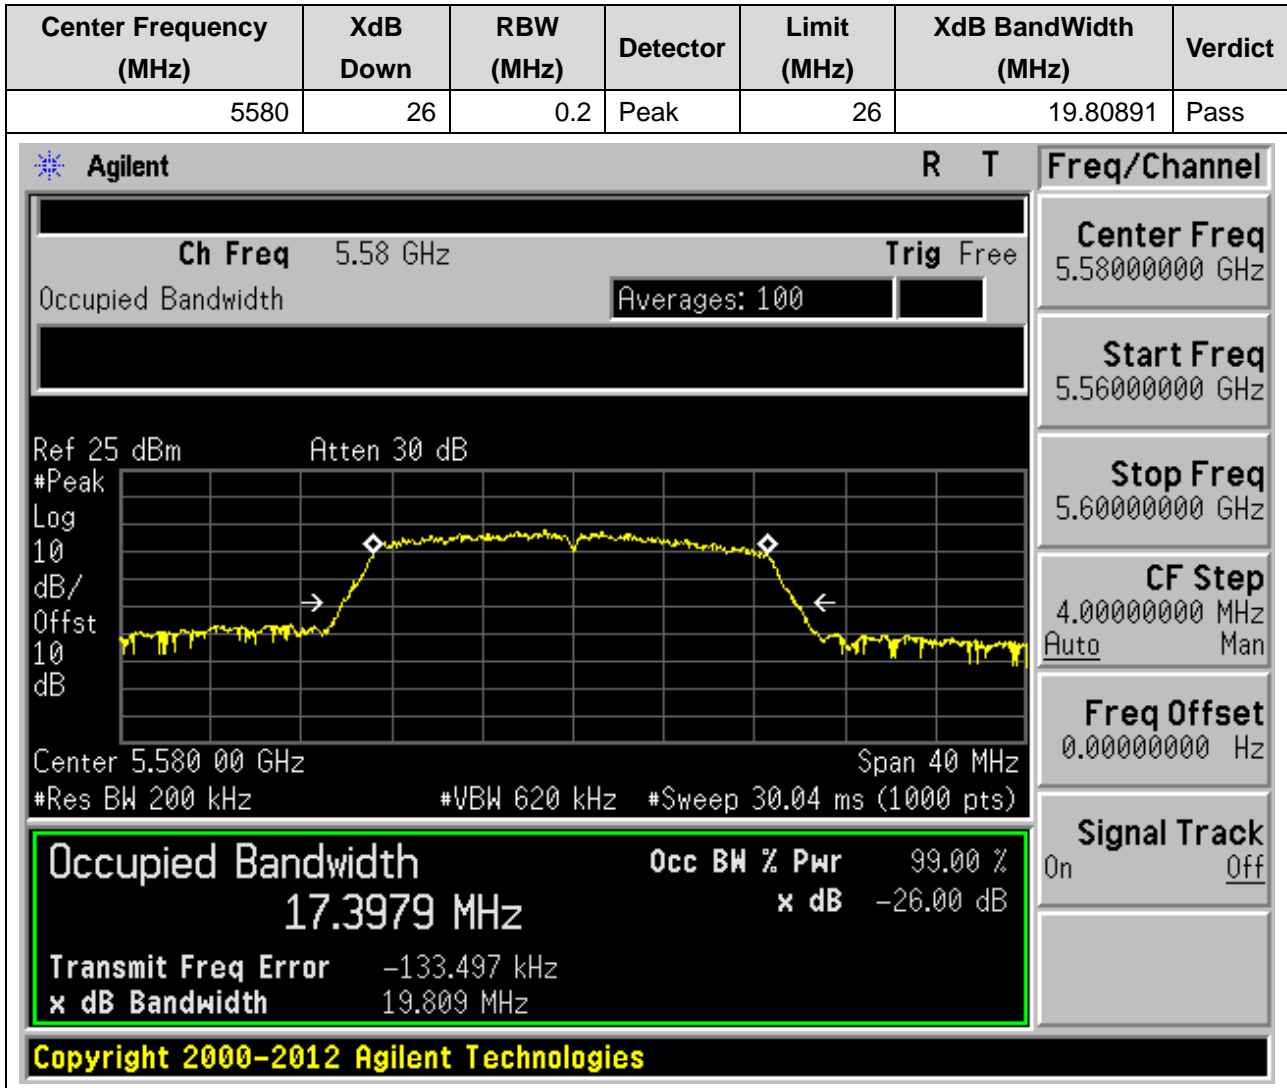 Center Frequency (MHz) XdB Down RBW (MHz) Detector Limit (MHz) XdB BandWidth (MHz) Verdict
5580 26 0.2 Peak 26 19.80891 Pass
Agilent R T
Ch Freq 5.58 GHz Trig Free
Occupied Bandwidth Averages: 100
Ref 25 dBm Atten 30 dB
#Peak
Log
10
dB/
Offst
10
dB
Center 5.580 00 GHz Span 40 MHz
#Res BW 200 kHz #VBW 620 kHz #Sweep 30.04 ms (1000 pts)
Occupied Bandwidth Occ BW % Pwr 99.00 %
17.3979 MHz x dB -26.00 dB
Transmit Freq Error -133.497 kHz
x dB Bandwidth 19.809 MHz
Freq/Channel
Center Freq
5.58000000 GHz
Start Freq
5.56000000 GHz
Stop Freq
5.60000000 GHz
CF Step
4.00000000 MHz
Auto Man
Freq Offset
0.00000000 Hz
Signal Track
On Off
Copyright 2000-2012 Agilent Technologies